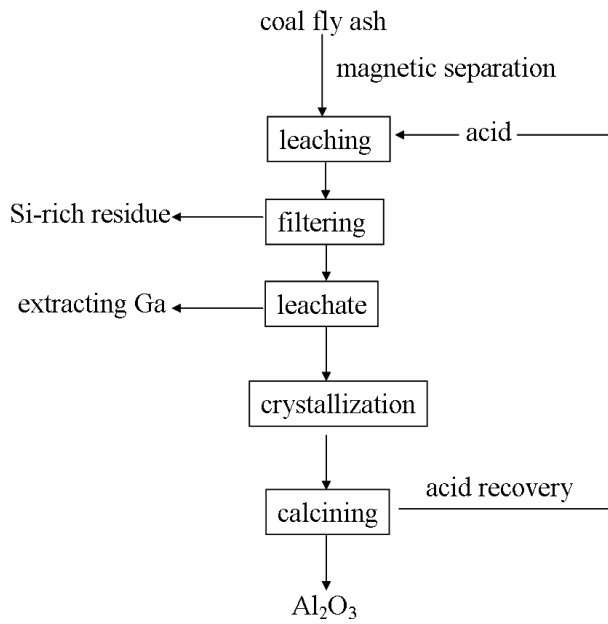 coal fly ash
magnetic separation
leaching
acid
Si-rich residue
filtering
extracting Ga
leachate
crystallization
acid recovery
calcining
Al₂O₃